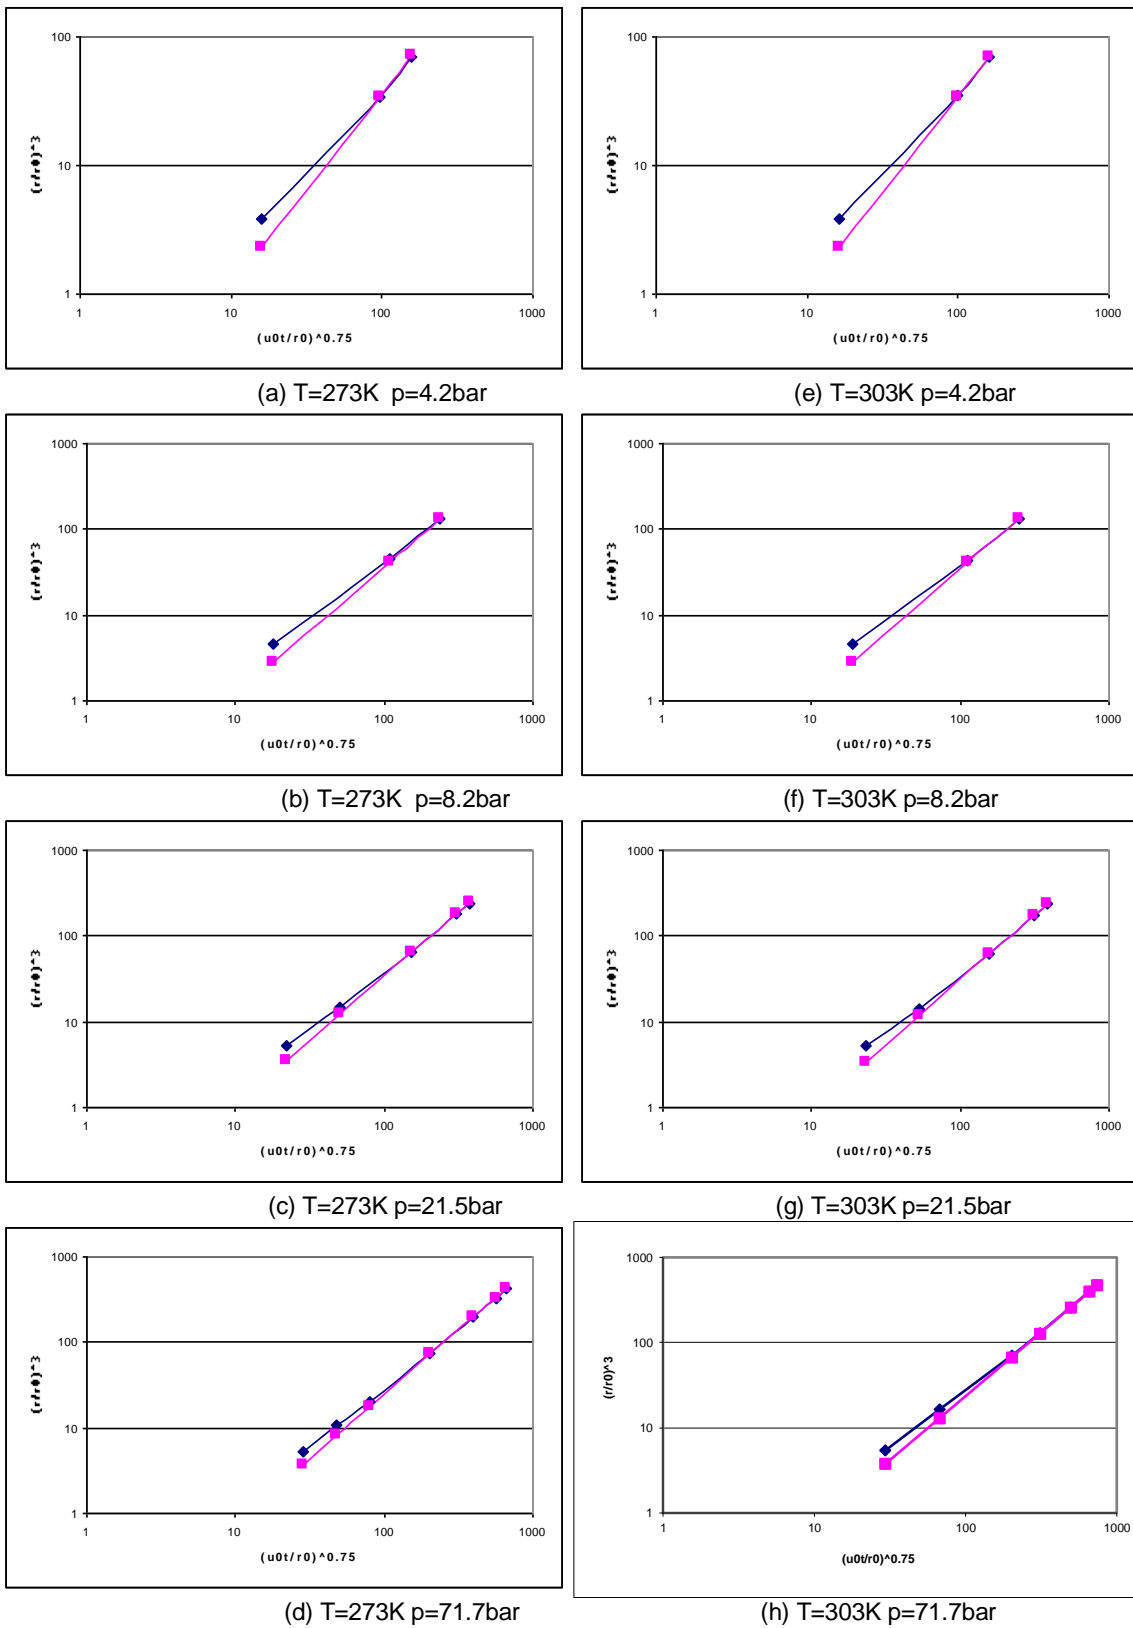 100
10
1
1
10
100
1000
(r/r0)^3
(u0t/r0)^0.75
(a) T=273K  p=4.2bar
100
10
1
1
10
100
1000
(r/r0)^3
(u0t/r0)^0.75
(e) T=303K p=4.2bar
1000
100
10
1
1
10
100
1000
(r/r0)^3
(u0t/r0)^0.75
(b) T=273K  p=8.2bar
1000
100
10
1
1
10
100
1000
(r/r0)^3
(u0t/r0)^0.75
(f) T=303K p=8.2bar
1000
100
10
1
1
10
100
1000
(r/r0)^3
(u0t/r0)^0.75
(c) T=273K p=21.5bar
1000
100
10
1
1
10
100
1000
(r/r0)^3
(u0t/r0)^0.75
(g) T=303K p=21.5bar
1000
100
10
1
1
10
100
1000
(r/r0)^3
(u0t/r0)^0.75
(d) T=273K p=71.7bar
1000
100
10
1
1
10
100
1000
(r/r0)^3
(u0t/r0)^0.75
(h) T=303K p=71.7bar